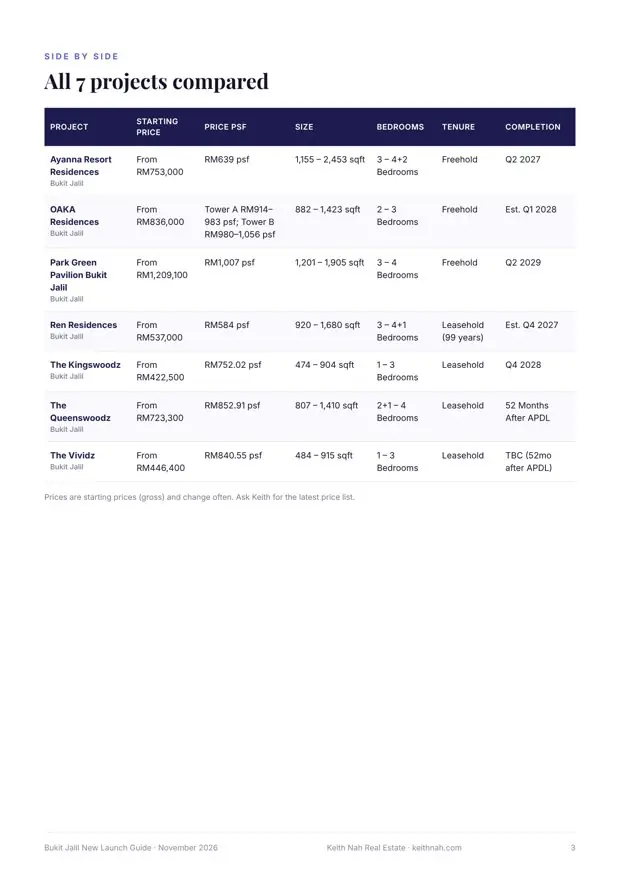 SIDE BY SIDE
All 7 projects compared
PROJECT
STARTING
PRICE
PRICE PSF
SIZE
BEDROOMS
TENURE
COMPLETION
Ayanna Resort
Residences
Bukit Jalil
From
RM753,000
RM639 psf
1,155 – 2,453 sqft
3 – 4+2
Bedrooms
Freehold
Q2 2027
OAKA
Residences
Bukit Jalil
From
RM836,000
Tower A RM914–
983 psf; Tower B
RM980–1,056 psf
882 – 1,423 sqft
2 – 3
Bedrooms
Freehold
Est. Q1 2028
Park Green
Pavilion Bukit
Jalil
Bukit Jalil
From
RM1,209,100
RM1,007 psf
1,201 – 1,905 sqft
3 – 4
Bedrooms
Freehold
Q2 2029
Ren Residences
Bukit Jalil
From
RM537,000
RM584 psf
920 – 1,680 sqft
3 – 4+1
Bedrooms
Leasehold
(99 years)
Est. Q4 2027
The Kingswoodz
Bukit Jalil
From
RM422,500
RM752.02 psf
474 – 904 sqft
1 – 3
Bedrooms
Leasehold
Q4 2028
The
Queenswoodz
Bukit Jalil
From
RM723,300
RM852.91 psf
807 – 1,410 sqft
2+1 – 4
Bedrooms
Leasehold
52 Months
After APDL
The Vividz
Bukit Jalil
From
RM446,400
RM840.55 psf
484 – 915 sqft
1 – 3
Bedrooms
Leasehold
TBC (52mo
after APDL)
Prices are starting prices (gross) and change often. Ask Keith for the latest price list.
Bukit Jalil New Launch Guide · November 2026
Keith Nah Real Estate · keithnah.com
3